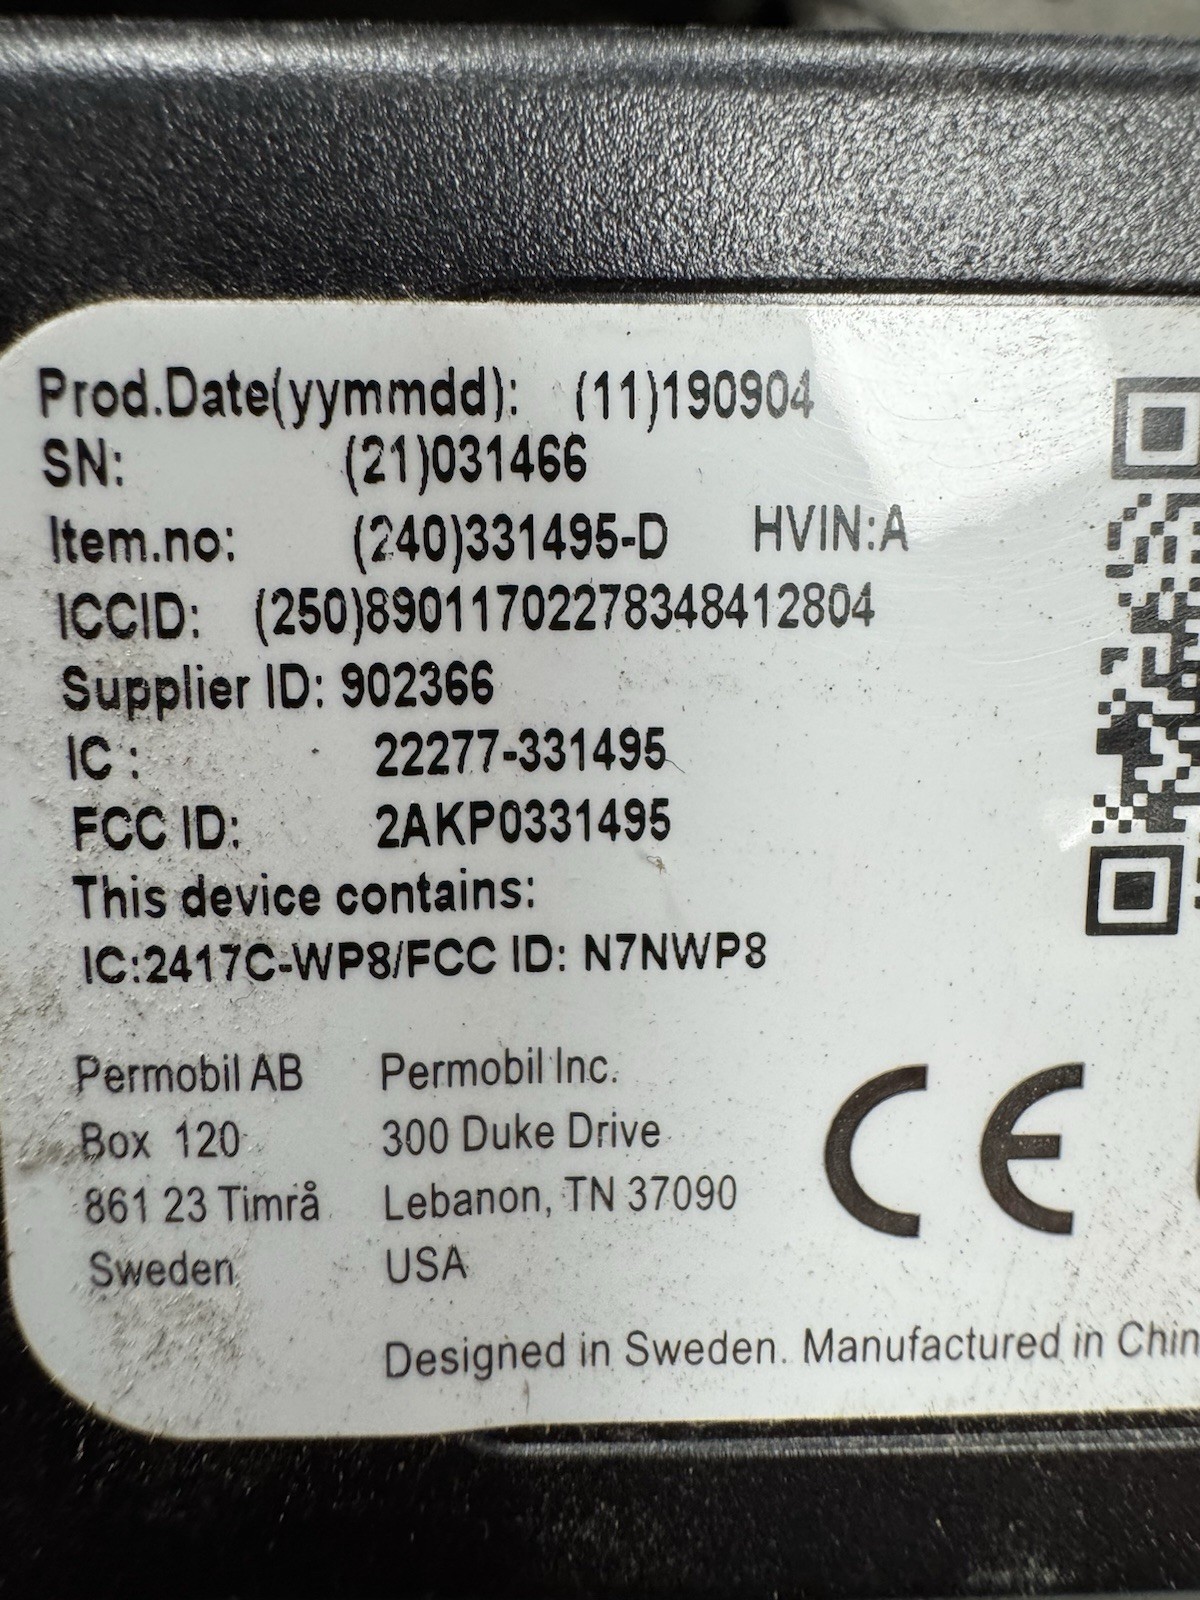 Prod.Date(yymmdd): (11)190904
SN: (21)031466
Item.no: (240)331495-D HVIN:A
ICCID: (250)89011702278348412804
Supplier ID: 902366
IC : 22277-331495
FCC ID: 2AKP0331495
This device contains:
IC:2417C-WP8/FCC ID: N7NWP8
Permobil AB Permobil Inc.
Box 120 300 Duke Drive
861 23 Timrå Lebanon, TN 37090
Sweden USA
CE
Designed in Sweden. Manufactured in Chin